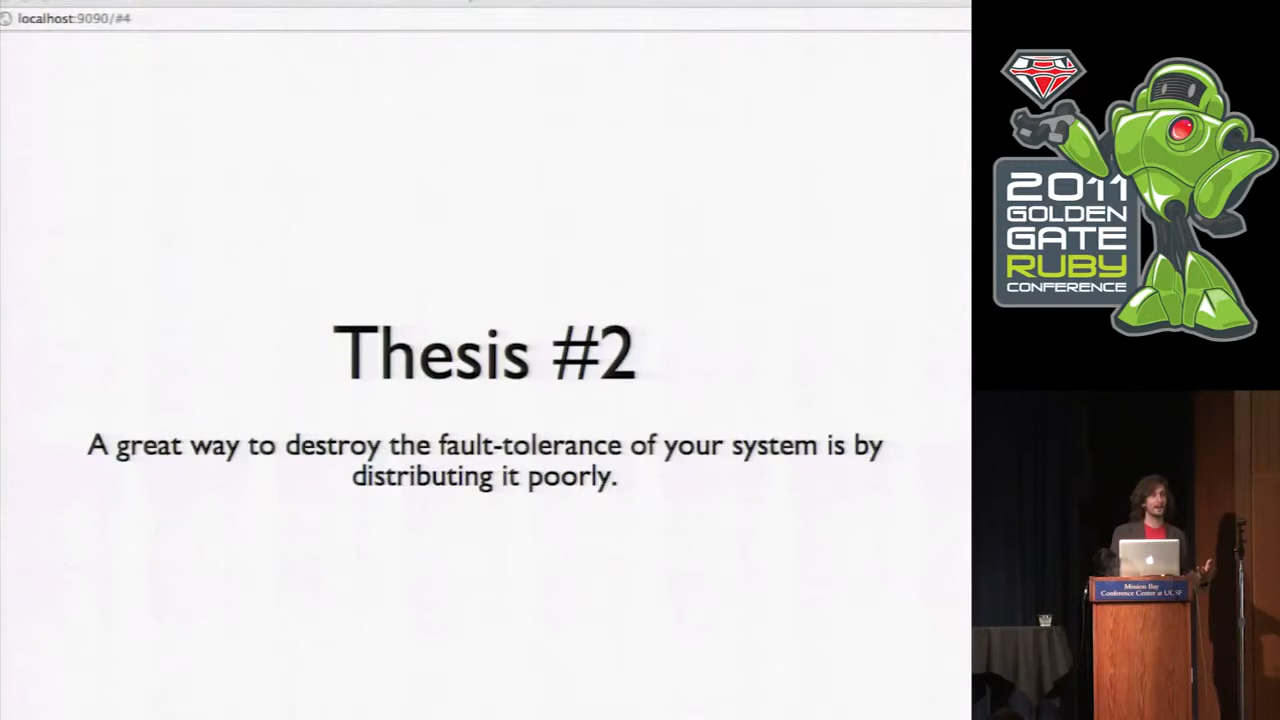 localhost:9090/#4
Thesis #2
A great way to destroy the fault-tolerance of your system is by
distributing it poorly.
2011
GOLDEN
GATE
RUBY
CONFERENCE
Mission Bay
Conference Center at UCSF